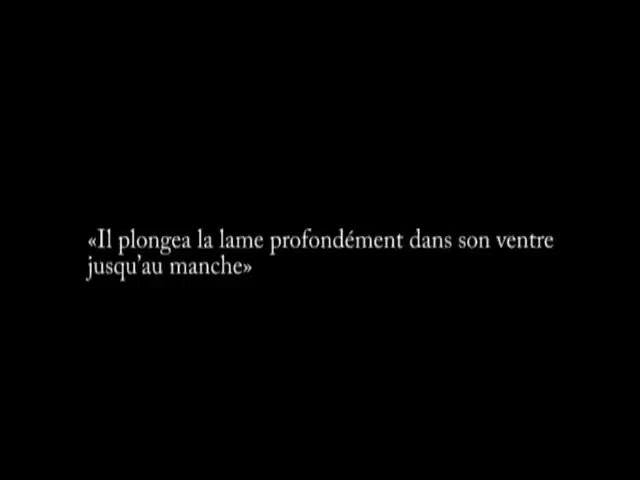 «Il plongea la lame profondément dans son ventre
jusqu’au manche»